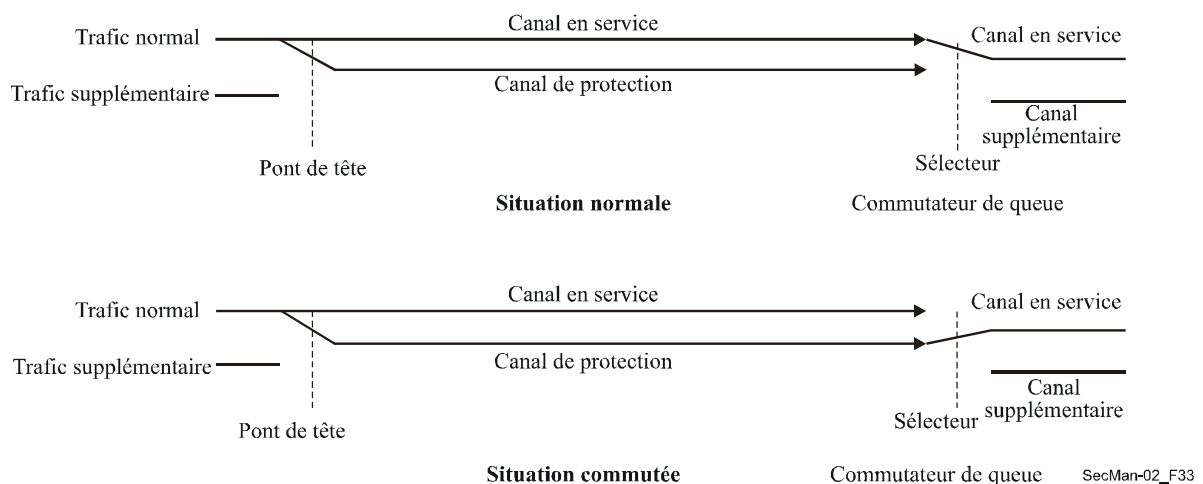 Canal en service
Trafic normal
Canal en service
Canal de protection
Trafic supplémentaire
Canal
supplémentaire
Pont de tête
Sélecteur
Situation normale
Commutateur de queue
Canal en service
Trafic normal
Canal en service
Canal de protection
Trafic supplémentaire
Canal
supplémentaire
Pont de tête
Sélecteur
Situation commutée
Commutateur de queue
SecMan-02_F33